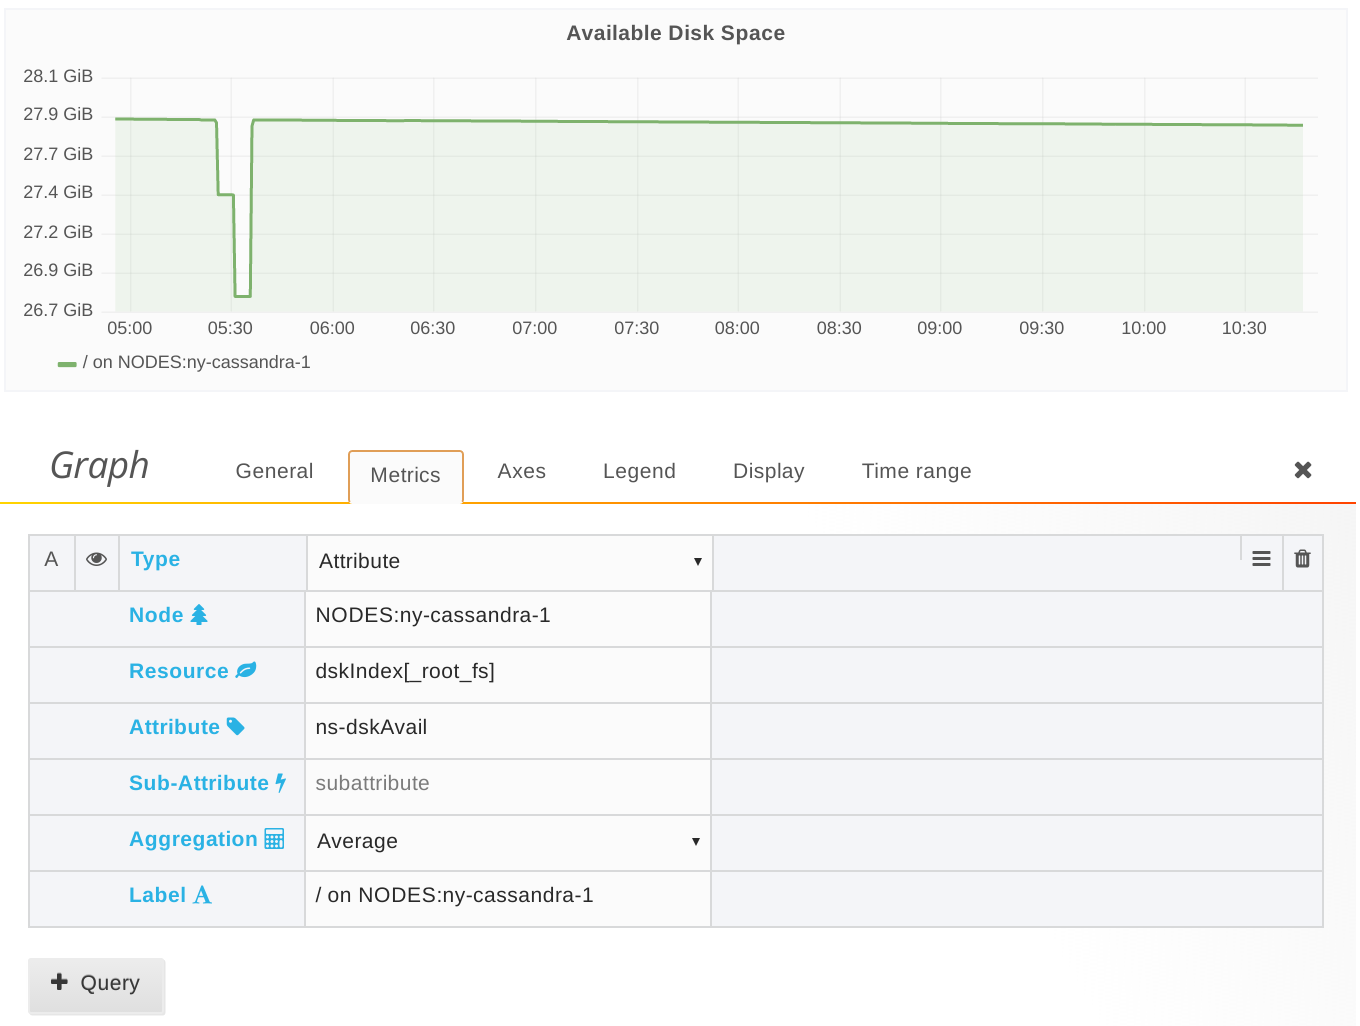 Available Disk Space
28.1 GiB
27.9 GiB
27.7 GiB
27.4 GiB
27.2 GiB
26.9 GiB
26.7 GiB
05:00 05:30 06:00 06:30 07:00 07:30 08:00 08:30 09:00 09:30 10:00 10:30
/ on NODES:ny-cassandra-1
Graph General Metrics Axes Legend Display Time range
A Type Attribute
Node NODES:ny-cassandra-1
Resource dskIndex[_root_fs]
Attribute ns-dskAvail
Sub-Attribute subattribute
Aggregation Average
Label / on NODES:ny-cassandra-1
Query